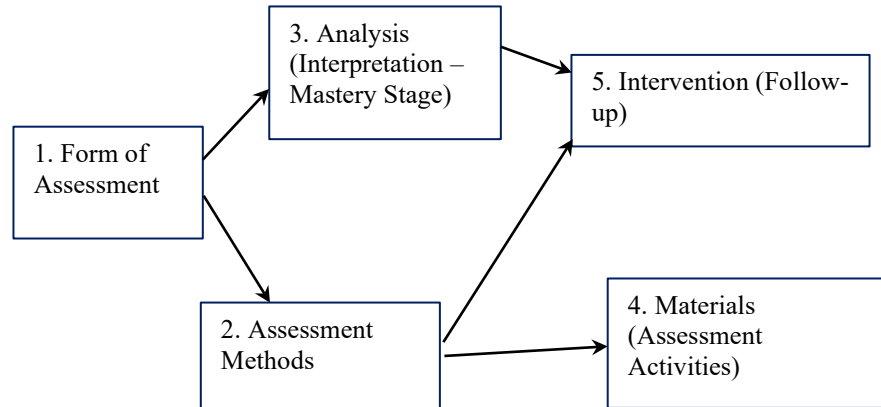 3. Analysis
(Interpretation –
Mastery Stage)
5. Intervention (Follow-
up)
1. Form of
Assessment
2. Assessment
Methods
4. Materials
(Assessment
Activities)